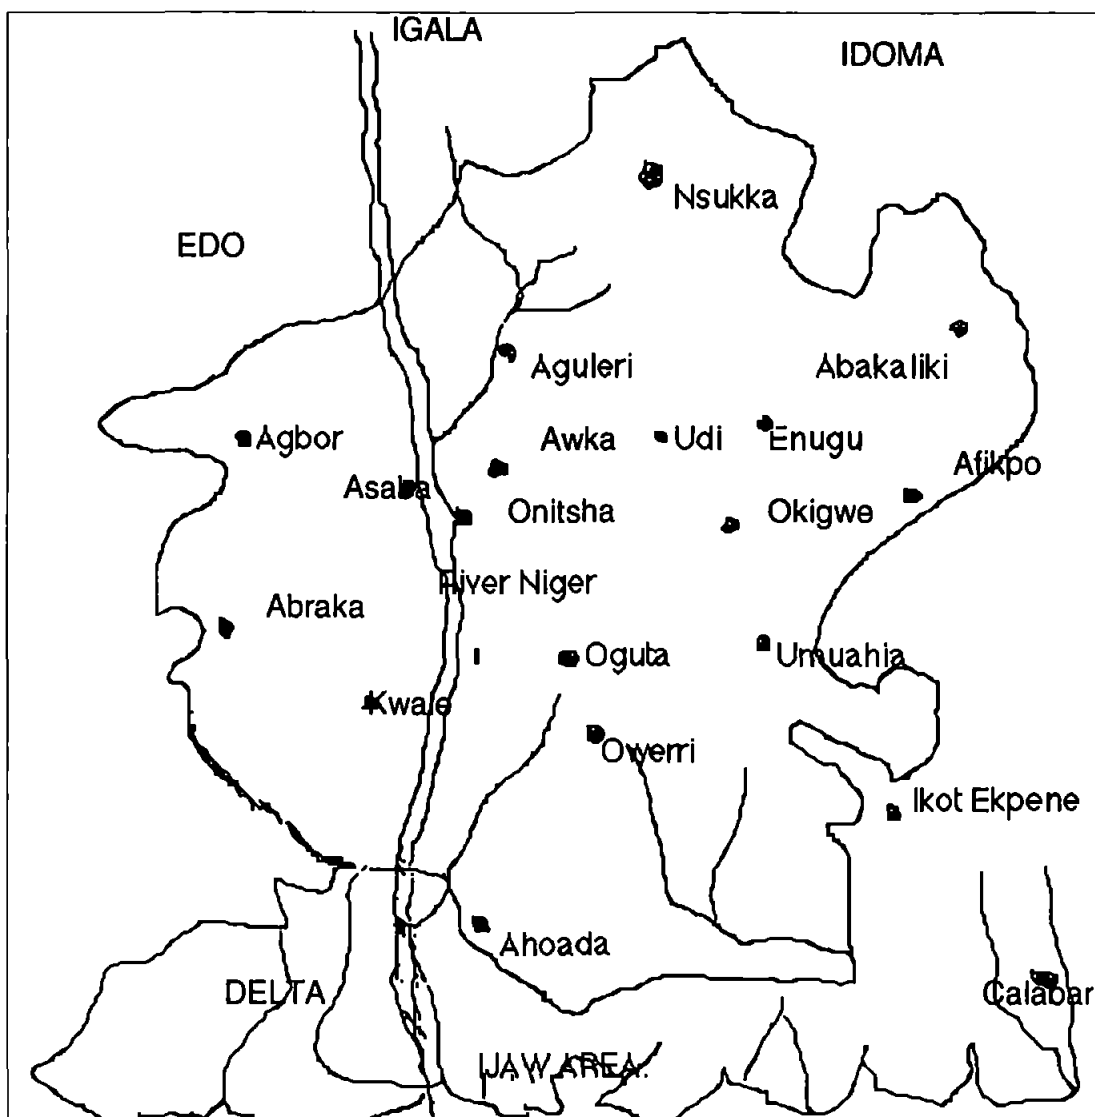 IGALA
IDOMA
Nsukka
EDO
Aguleri
Abakaliki
Agbor
Awka
Udi
Enugu
Afikpo
Asaba
Onitsha
Okigwe
River Niger
Abraka
Oguta
Umuahia
Kwale
Owerri
Ikot Ekpene
Ahoada
DELTA
Calabar
IJAW AREA.